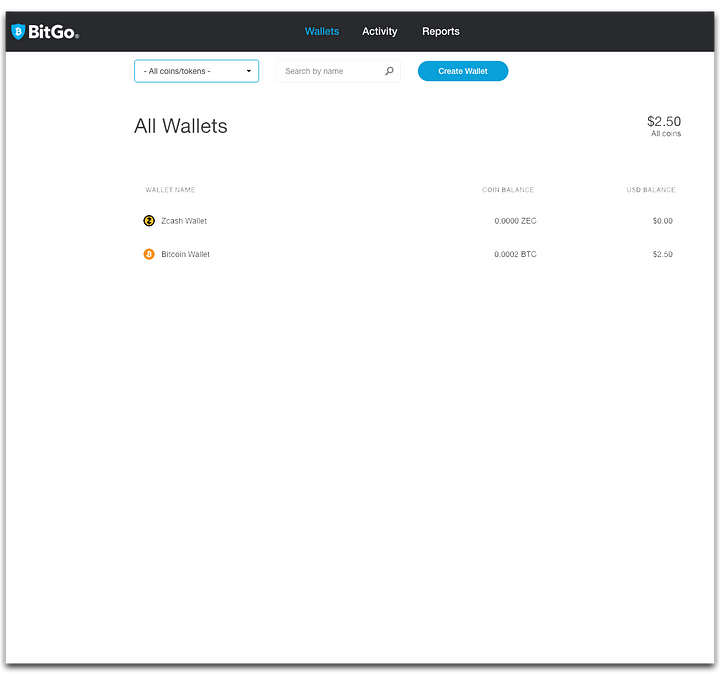 BitGo®
Wallets Activity Reports
- All coins/tokens - Search by name Create Wallet
All Wallets $2.50
All coins
WALLET NAME COIN BALANCE USD BALANCE
Zcash Wallet 0.0000 ZEC $0.00
Bitcoin Wallet 0.0002 BTC $2.50